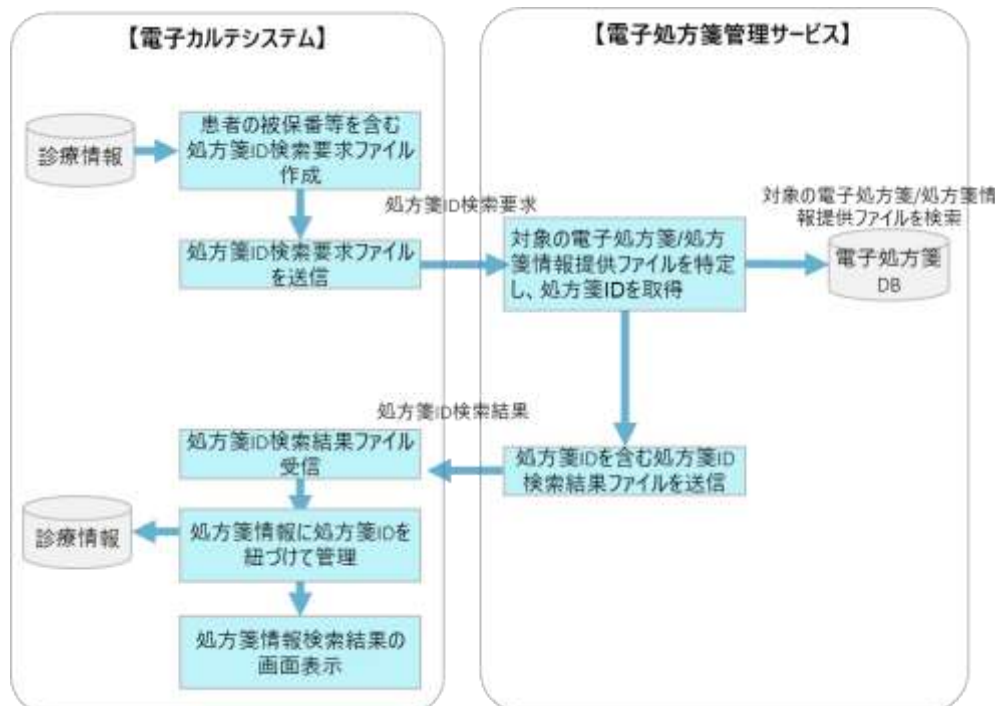 【電子カルテシステム】
【電子処方箋管理サービス】
診療情報
患者の被保番等を含む
処方箋ID検索要求ファイル
作成
処方箋ID検索要求
処方箋ID検索要求ファイル
を送信
対象の電子処方箋/処方
箋情報提供ファイルを特定
し、処方箋IDを取得
対象の電子処方箋/処方箋情
報提供ファイルを検索
電子処方箋
DB
処方箋ID検索結果
処方箋ID検索結果ファイル
受信
処方箋IDを含む処方箋ID
検索結果ファイルを送信
診療情報
処方箋情報に処方箋IDを
紐づけて管理
処方箋情報検索結果の
画面表示